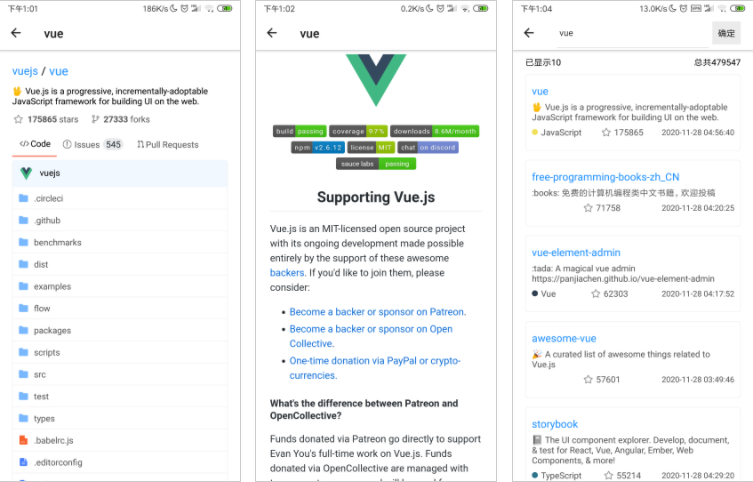 下午1:01
186K/s
vue
vuejs / vue
Vue.js is a progressive, incrementally-adoptable
JavaScript framework for building UI on the web.
175865 stars
27333 forks
Code
Issues 545
Pull Requests
vuejs
.circleci
.github
benchmarks
dist
examples
flow
packages
scripts
src
test
types
.babelrc.js
.editorconfig
下午1:02
0.2K/s
vue
build passing
coverage 97%
downloads 8.6M/month
npm v2.6.12
license MIT
chat on discord
sauce labs passing
Supporting Vue.js
Vue.js is an MIT-licensed open source project
with its ongoing development made possible
entirely by the support of these awesome
backers. If you'd like to join them, please
consider:
Become a backer or sponsor on Patreon.
Become a backer or sponsor on Open
Collective.
One-time donation via PayPal or crypto-
currencies.
What's the difference between Patreon and
OpenCollective?
Funds donated via Patreon go directly to support
Evan You's full-time work on Vue.js. Funds
donated via OpenCollective are managed with
下午1:04
13.0K/s
vue
确定
已显示10
总共479547
vue
Vue.js is a progressive, incrementally-adoptable
JavaScript framework for building UI on the web.
JavaScript
175865
2020-11-28 04:56:40
free-programming-books-zh_CN
:books: 免费的计算机编程类中文书籍，欢迎投稿
71758
2020-11-28 04:20:25
vue-element-admin
:tada: A magical vue admin
https://panjiachen.github.io/vue-element-admin
Vue
62303
2020-11-28 04:17:52
awesome-vue
A curated list of awesome things related to
Vue.js
57601
2020-11-28 03:49:46
storybook
The UI component explorer. Develop, document,
& test for React, Vue, Angular, Ember, Web
Components, & more!
TypeScript
55214
2020-11-28 04:29:20